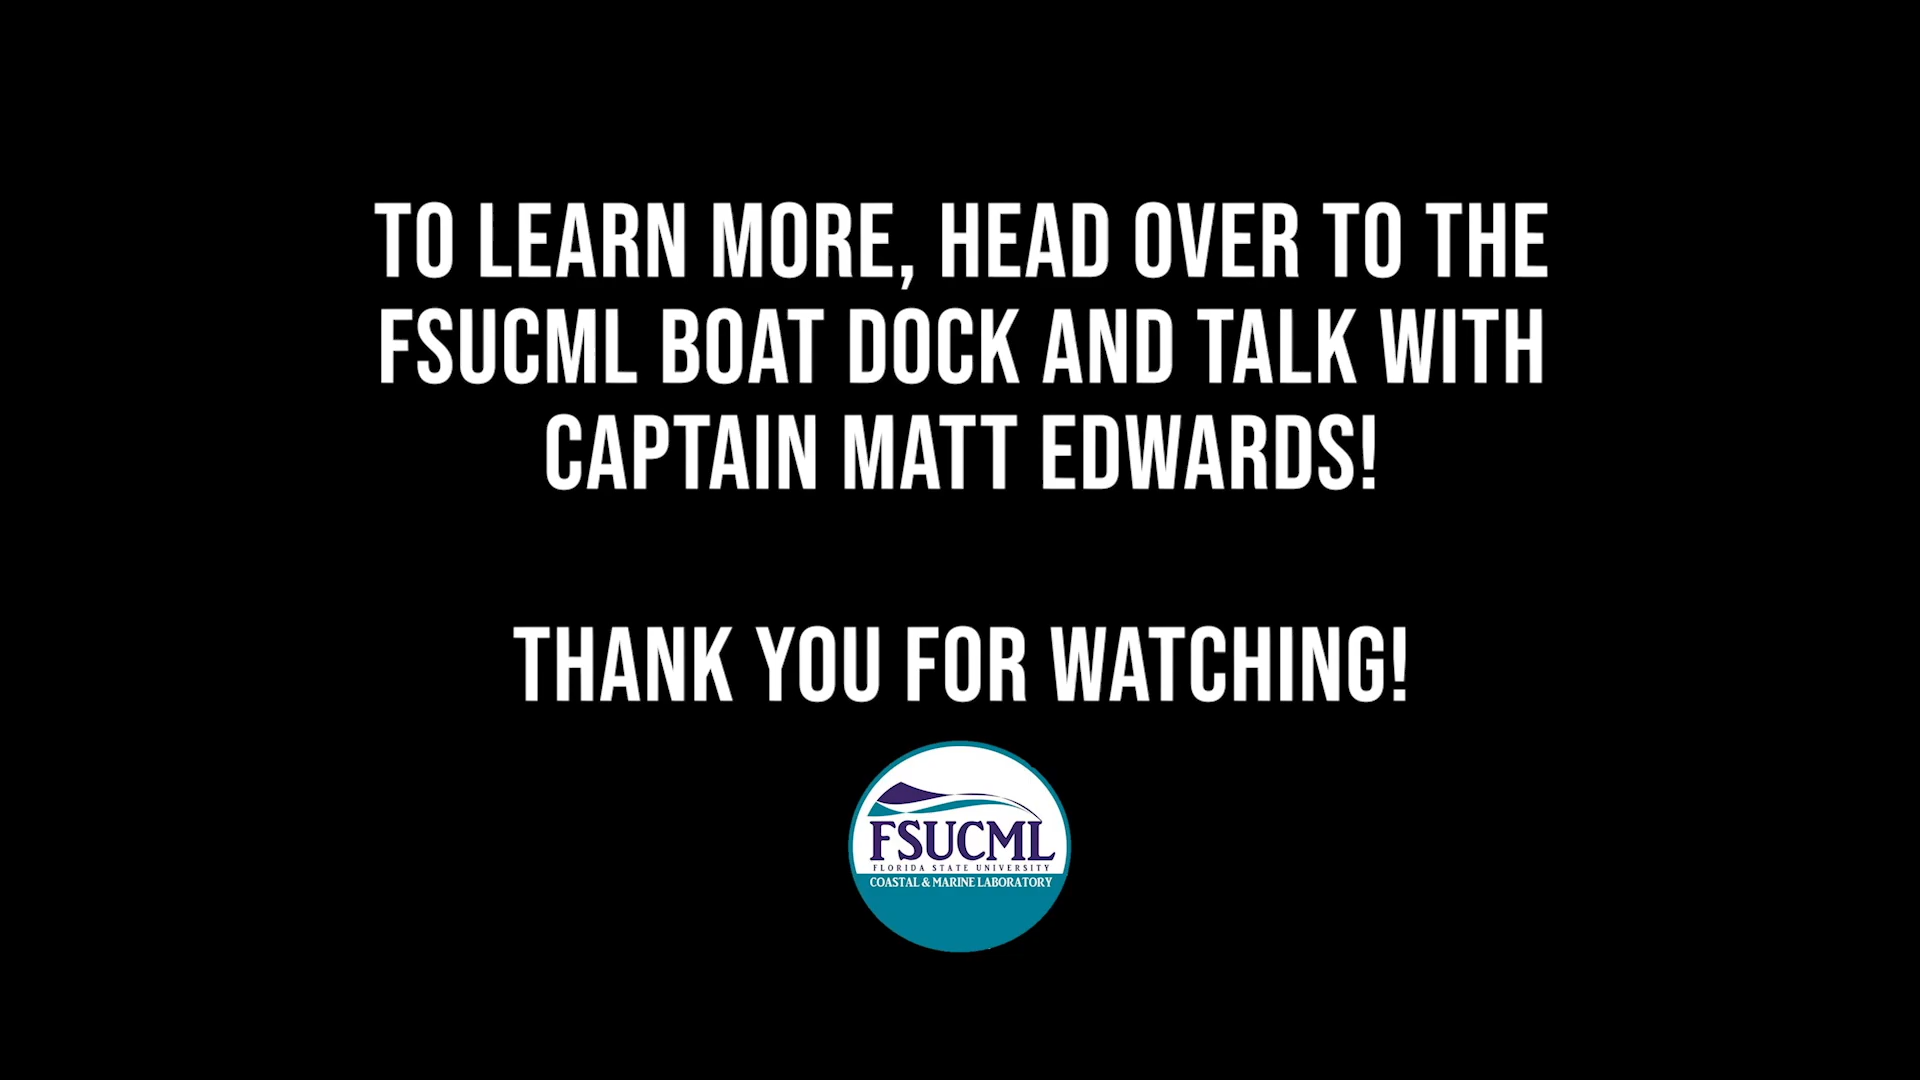 TO LEARN MORE, HEAD OVER TO THE
FSUCML BOAT DOCK AND TALK WITH
CAPTAIN MATT EDWARDS!
THANK YOU FOR WATCHING!
FSUCML
FLORIDA STATE UNIVERSITY
COASTAL & MARINE LABORATORY